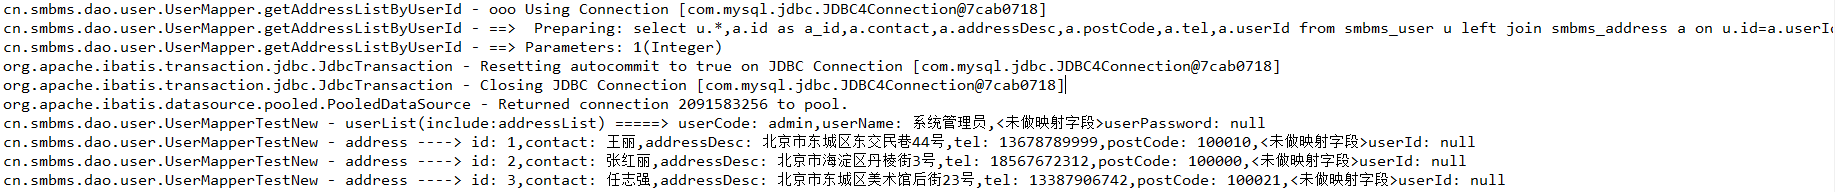 cn.smbms.dao.user.UserMapper.getAddressListByUserId - ooo Using Connection [com.mysql.jdbc.JDBC4Connection@7cab0718]
cn.smbms.dao.user.UserMapper.getAddressListByUserId - ==>  Preparing: select u.*,a.id as a_id,a.contact,a.addressDesc,a.postCode,a.tel,a.userId from smbms_user u left join smbms_address a on u.id=a.userId
cn.smbms.dao.user.UserMapper.getAddressListByUserId - ==> Parameters: 1(Integer)
org.apache.ibatis.transaction.jdbc.JdbcTransaction - Resetting autocommit to true on JDBC Connection [com.mysql.jdbc.JDBC4Connection@7cab0718]
org.apache.ibatis.transaction.jdbc.JdbcTransaction - Closing JDBC Connection [com.mysql.jdbc.JDBC4Connection@7cab0718]
org.apache.ibatis.datasource.pooled.PooledDataSource - Returned connection 2091583256 to pool.
cn.smbms.dao.user.UserMapperTestNew - userList(include:addressList) =====> userCode: admin,userName: 系统管理员,<未做映射字段>userPassword: null
cn.smbms.dao.user.UserMapperTestNew - address ----> id: 1,contact: 王丽,addressDesc: 北京市东城区东交民巷44号,tel: 13678789999,postCode: 100010,<未做映射字段>userId: null
cn.smbms.dao.user.UserMapperTestNew - address ----> id: 2,contact: 张红丽,addressDesc: 北京市海淀区丹棱街3号,tel: 18567672312,postCode: 100000,<未做映射字段>userId: null
cn.smbms.dao.user.UserMapperTestNew - address ----> id: 3,contact: 任志强,addressDesc: 北京市东城区美术馆后街23号,tel: 13387906742,postCode: 100021,<未做映射字段>userId: null